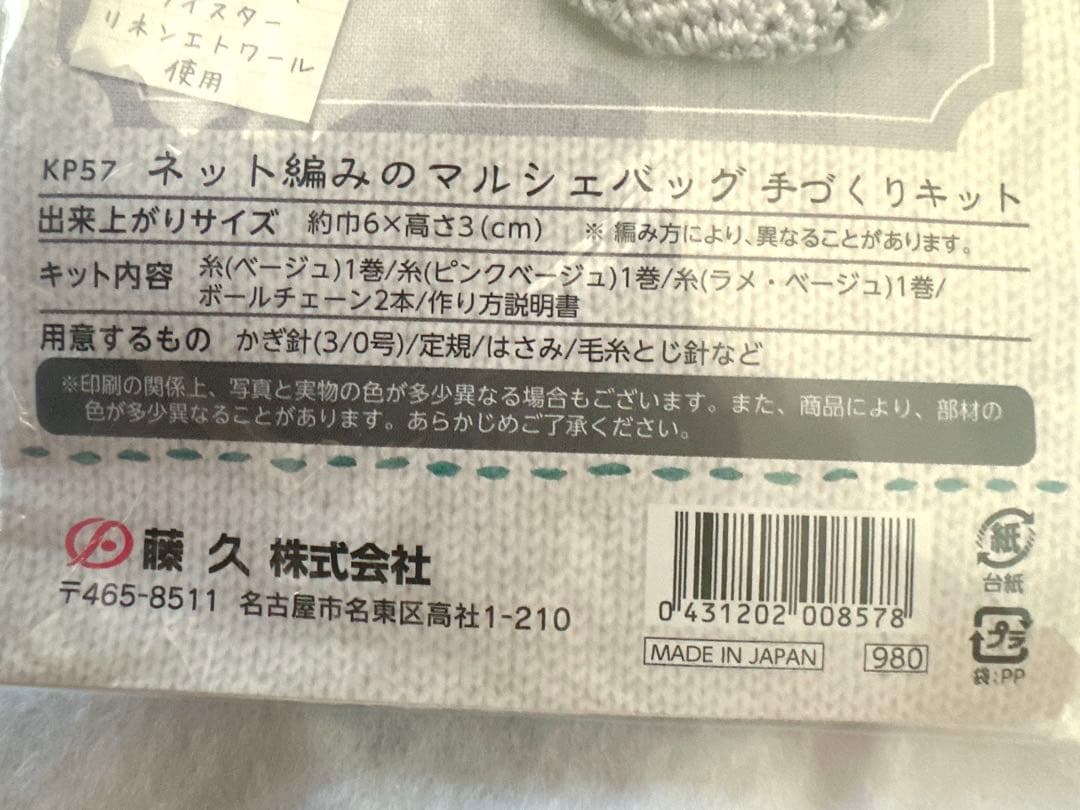 イスター
リネンエトワール
使用
KP57 ネット編みのマルシェバッグ 手づくりキット
出来上がりサイズ 約巾6×高さ3(cm) ※ 編み方により、異なることがあります。
キット内容 糸(ベージュ)1巻/糸(ピンクベージュ)1巻/糸(ラメ・ベージュ)1巻/
ボールチェーン2本/作り方説明書
用意するもの かぎ針(3/0号)/定規/はさみ/毛糸とじ針など
※印刷の関係上、写真と実物の色が多少異なる場合もございます。また、商品により、部材の
色が多少異なることがあります。あらかじめご了承ください。
藤久 株式会社
〒465-8511 名古屋市名東区高社1-210
0 431202 008578
MADE IN JAPAN 980
紙
台紙
プラ
袋:PP